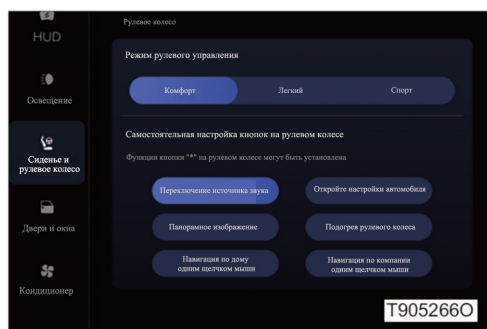 HUD
Освещение
Сиденье и
рулевое колесо
Двери и окна
Кондиционер
Рулевое колесо
Режим рулевого управления
Комфорт
Легкий
Спорт
Самостоятельная настройка кнопок на рулевом колесе
Функции кнопки "*" на рулевом колесе могут быть установлена
Переключение источника звука
Откройте настройки автомобиля
Панорамное изображение
Подогрев рулевого колеса
Навигация по дому
одним щелчком мыши
Навигация по компании
одним щелчком мыши
T905266O